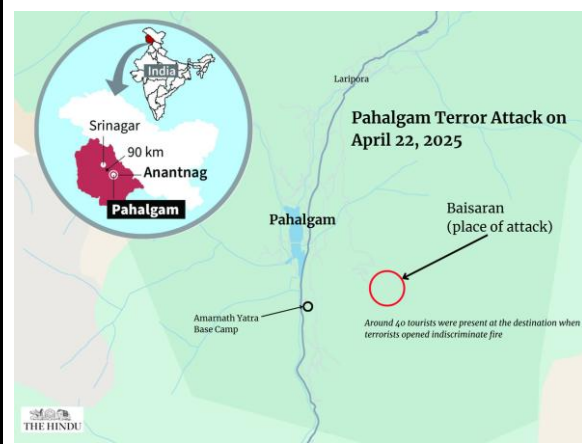 India
Srinagar
90 km
Anantnag
Pahalgam
Laripora
Pahalgam Terror Attack on
April 22, 2025
Pahalgam
Baisaran
(place of attack)
Amarnath Yatra
Base Camp
Around 40 tourists were present at the destination when
terrorists opened indiscriminate fire
THE HINDU